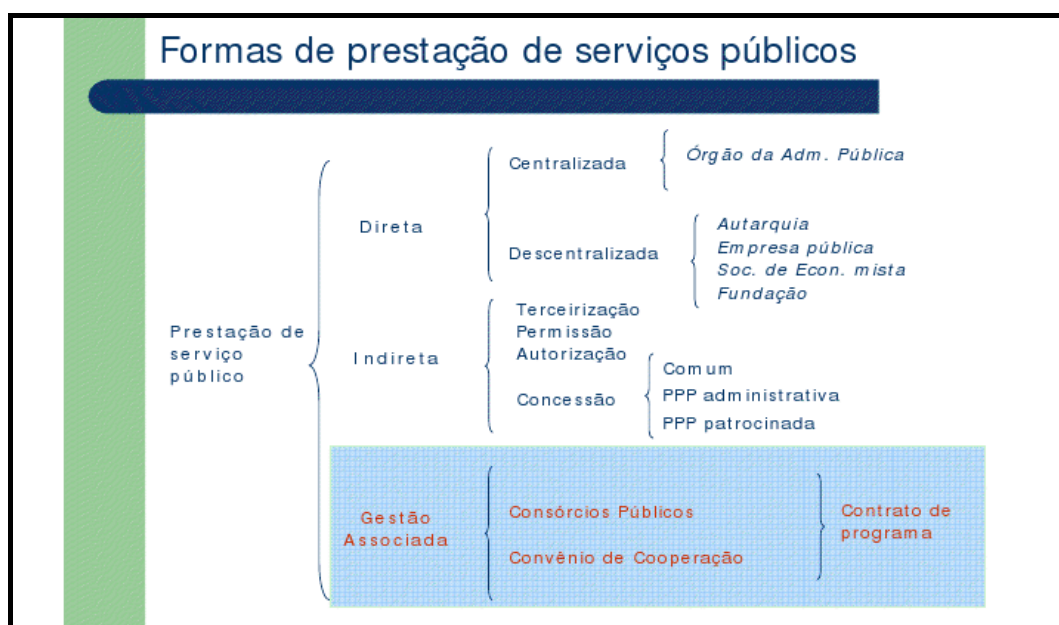 Formas de prestação de serviços públicos
Centralizada
Órgão da Adm. Pública
Direta
Descentralizada
Autarquia
Empresa pública
Soc. de Econ. mista
Fundação
Prestação de
serviço
público
Indireta
Terceirização
Permissão
Autorização
Concessão
Comum
PPP administrativa
PPP patrocinada
Gestão
Associada
Consórcios Públicos
Convênio de Cooperação
Contrato de
programa